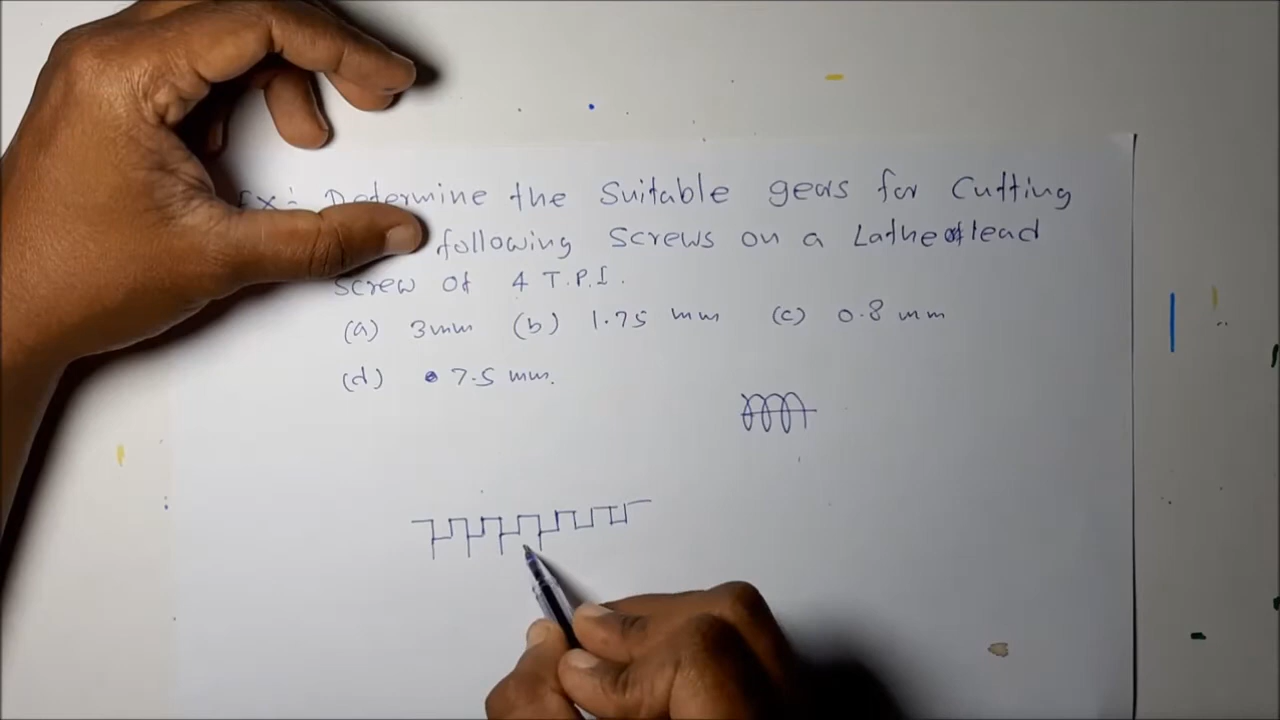 Ex: Determine the Suitable gears for Cutting
following Screws on a Lathe of lead
Screw of 4 T.P.I.
(a) 3mm (b) 1.75 mm (c) 0.8 mm
(d) 7.5 mm.